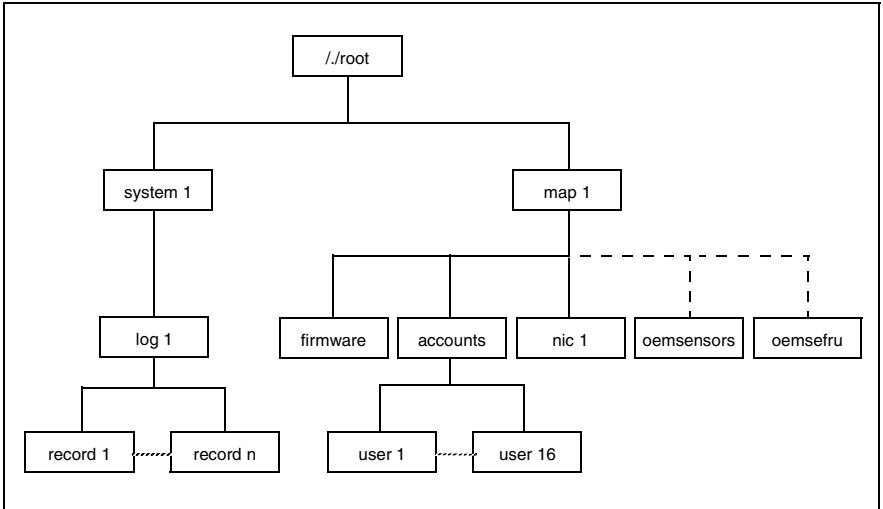 /./root
system 1
map 1
log 1
firmware
accounts
nic 1
oemsensors
oemsefru
record 1
record n
user 1
user 16